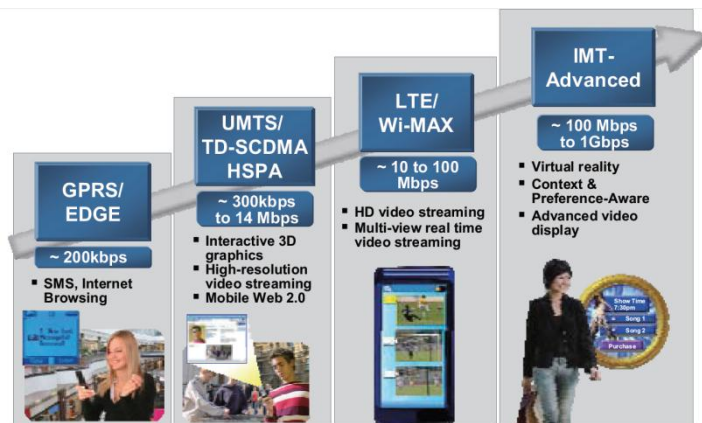 GPRS/
EDGE
~ 200kbps
▪ SMS, Internet
Browsing
UMTS/
TD-SCDMA
HSPA
~ 300kbps
to 14 Mbps
▪ Interactive 3D
graphics
▪ High-resolution
video streaming
▪ Mobile Web 2.0
LTE/
Wi-MAX
~ 10 to 100
Mbps
▪ HD video streaming
▪ Multi-view real time
video streaming
IMT-
Advanced
~ 100 Mbps
to 1Gbps
▪ Virtual reality
▪ Context &
Preference-Aware
▪ Advanced video
display
Show Time
7:30pm
Song 1
Song 2
Purchase